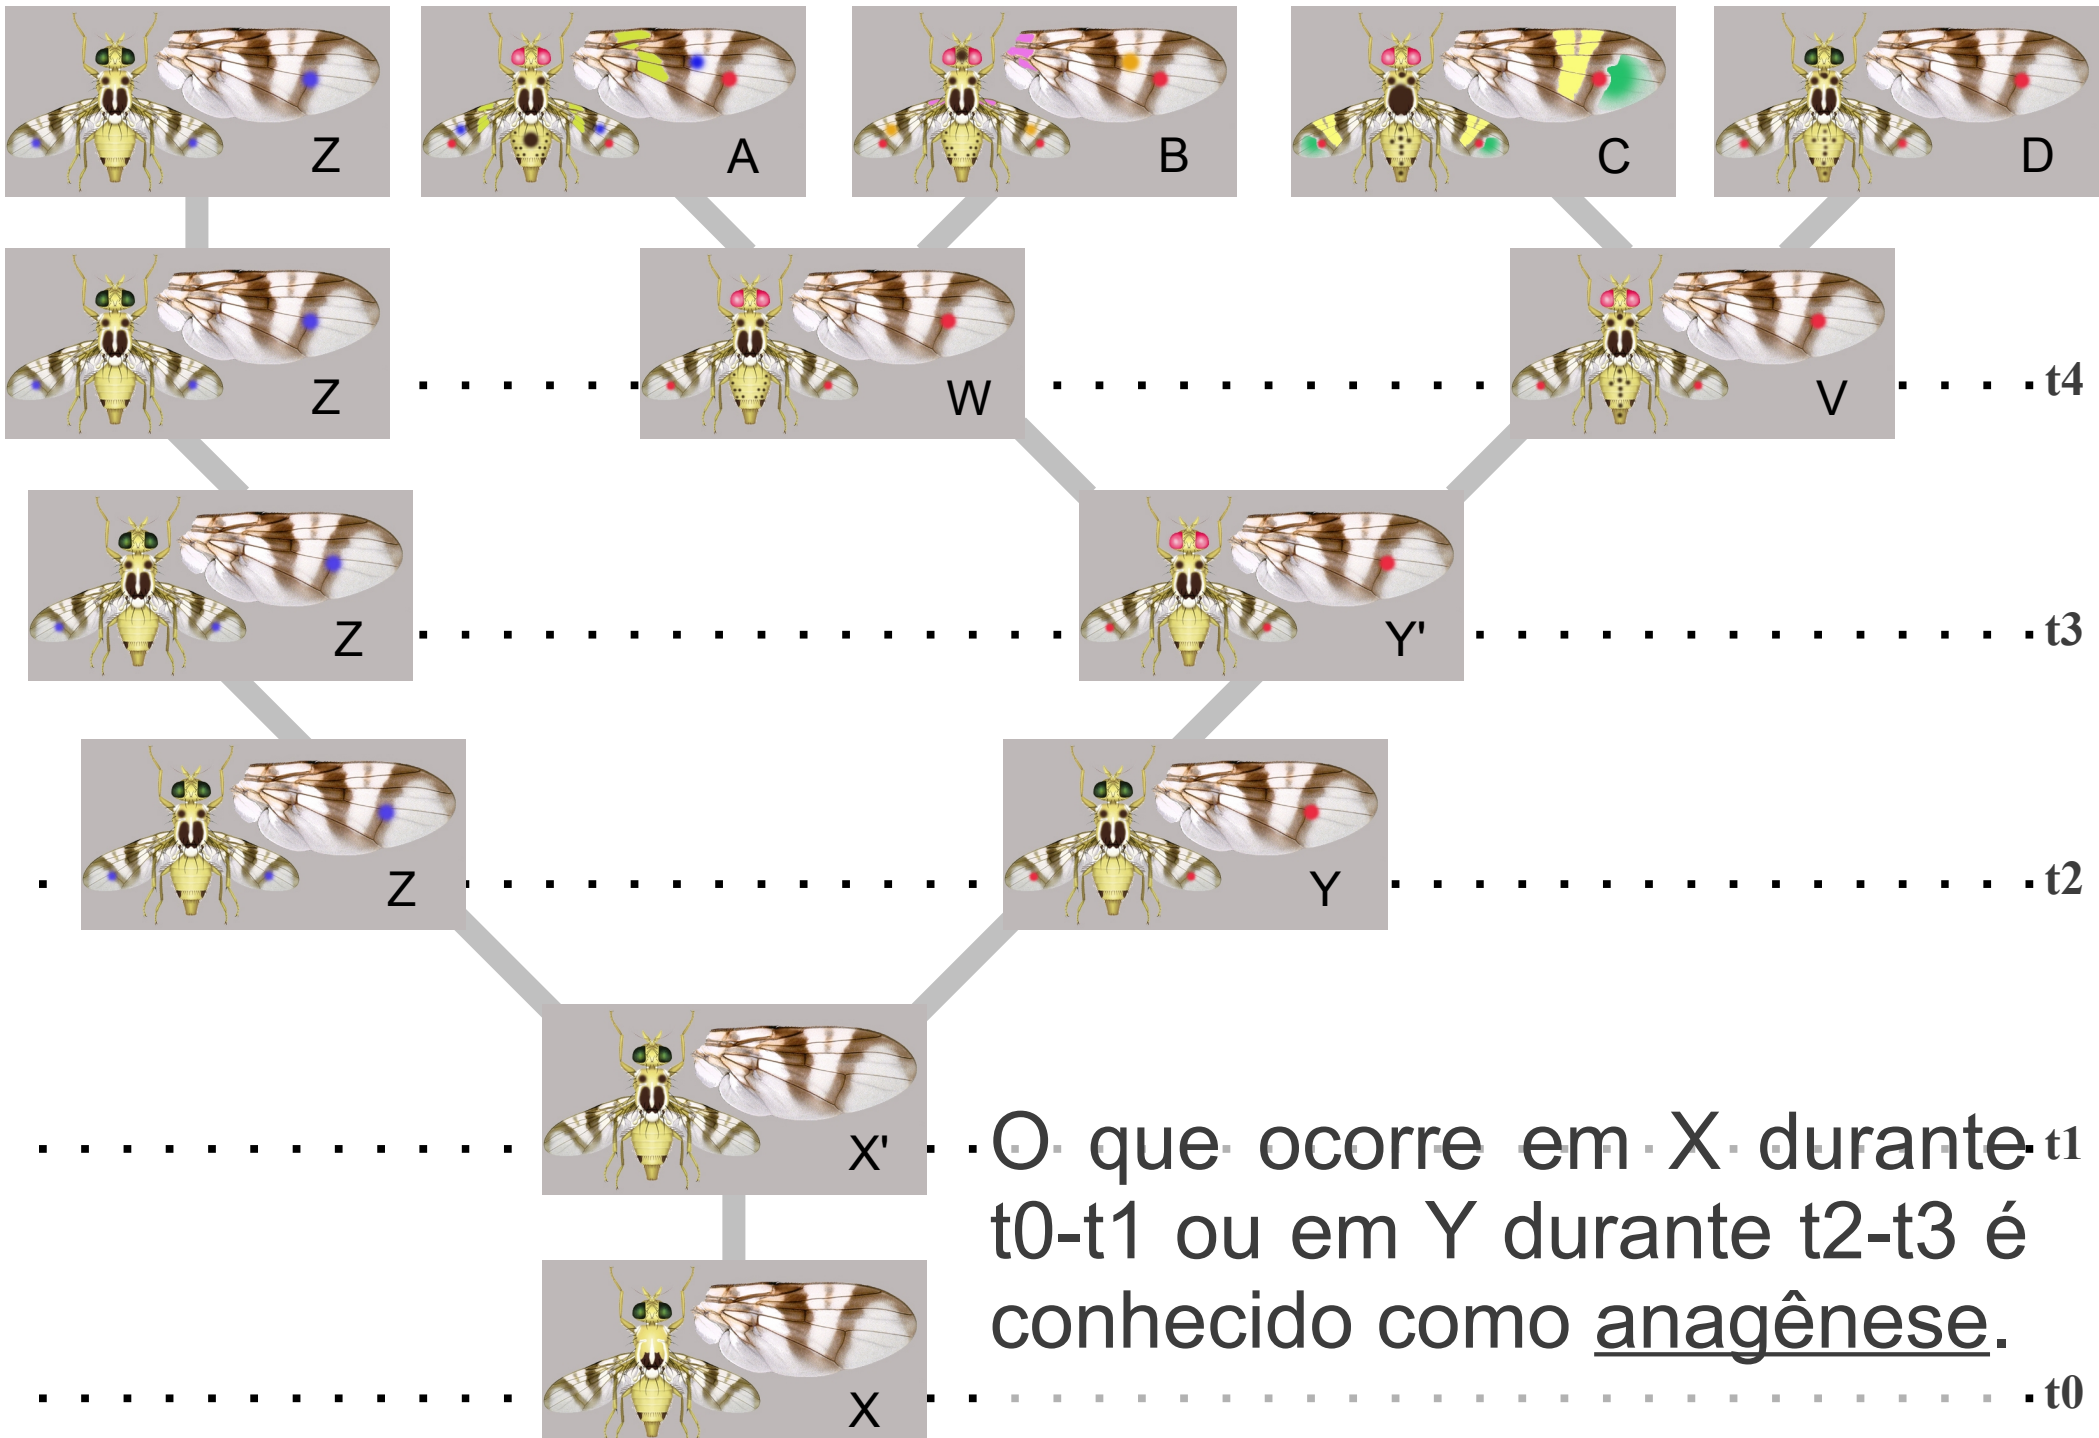 Z
A
B
C
D
Z
W
V
t4
Z
Y'
t3
Z
Y
t2
X'
t1
O que ocorre em X durante
t0-t1 ou em Y durante t2-t3 é
conhecido como anagênese.
X
t0